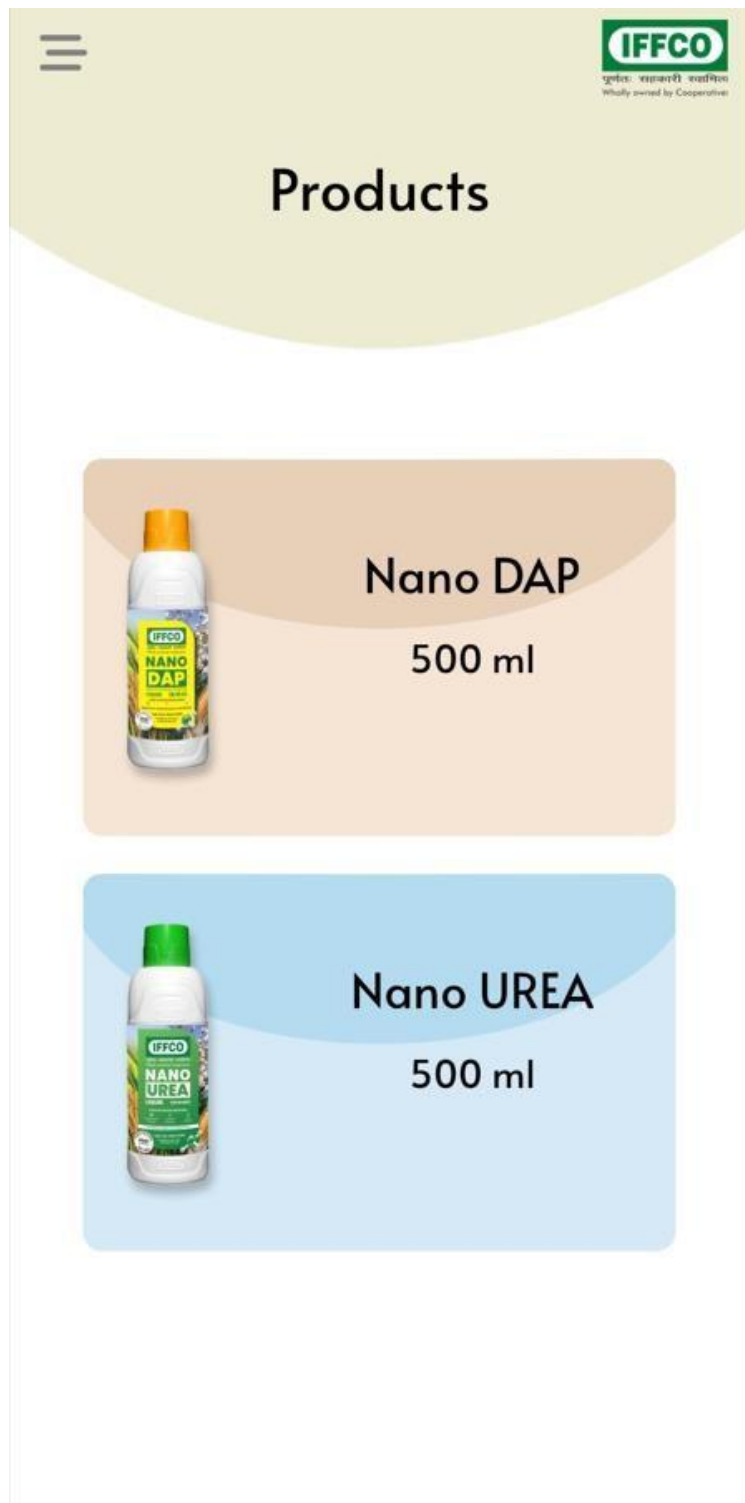 IFFCO
पूर्णतः सहकारी स्वामित्व
Wholly owned by Cooperatives
Products
Nano DAP
500 ml
IFFCO
NANO
DAP
Nano UREA
500 ml
IFFCO
NANO
UREA
LIQUID